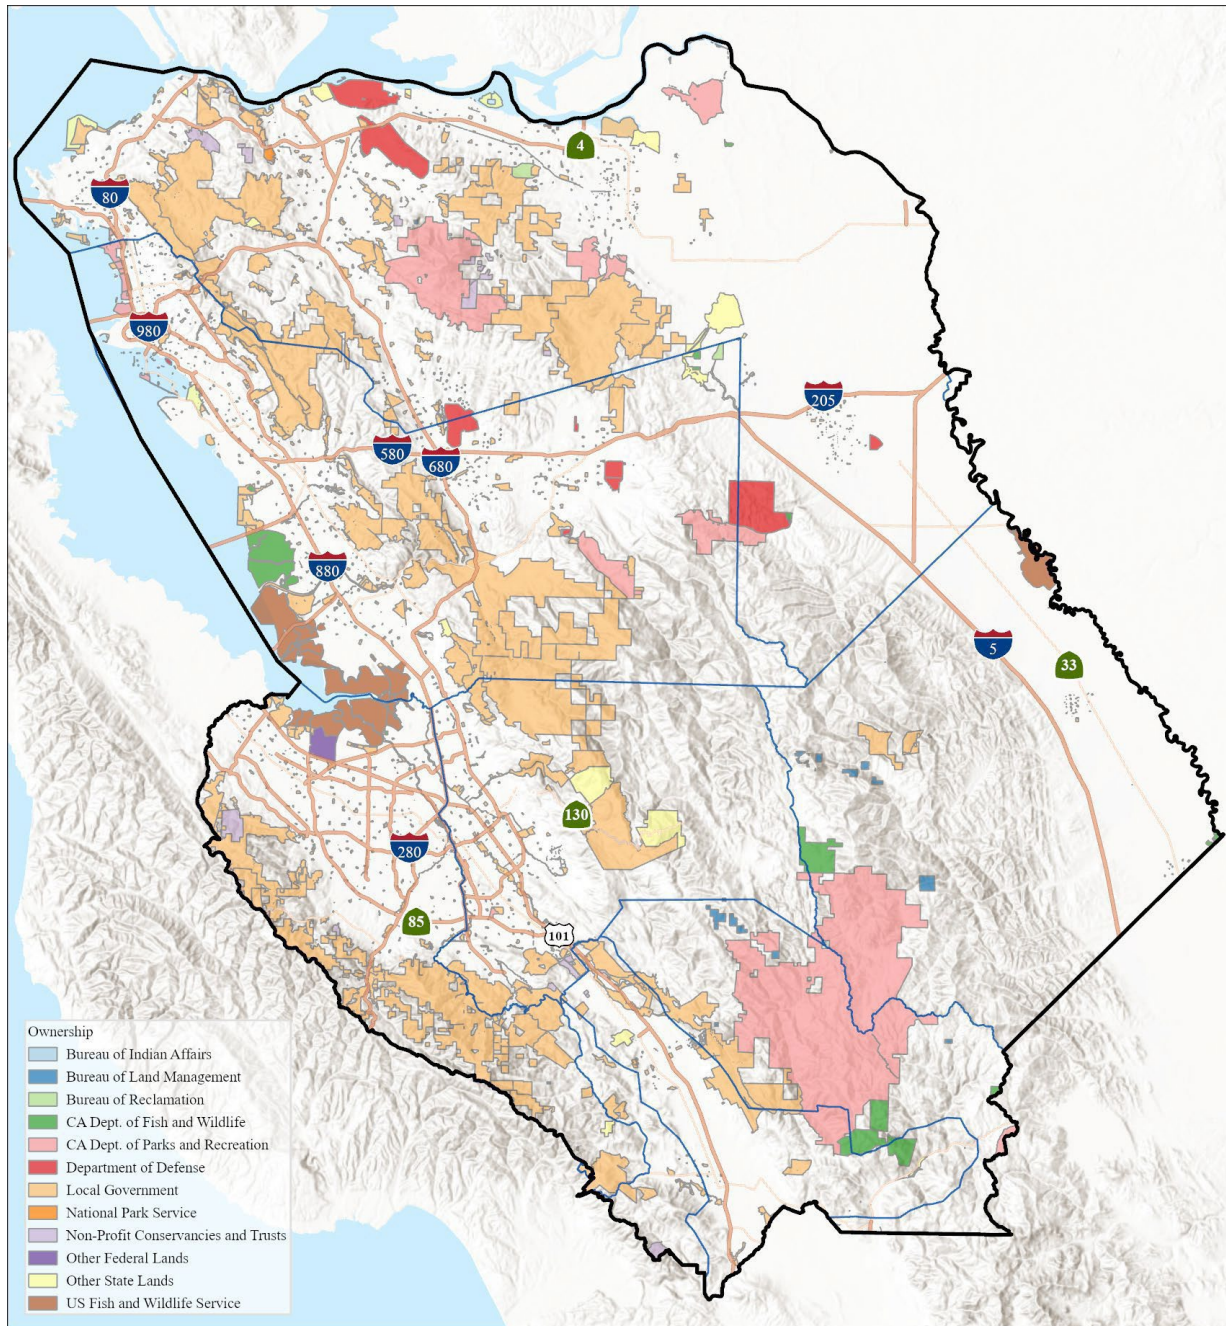 4
80
980
205
580
680
880
5
33
130
280
85
101
Ownership
Bureau of Indian Affairs
Bureau of Land Management
Bureau of Reclamation
CA Dept. of Fish and Wildlife
CA Dept. of Parks and Recreation
Department of Defense
Local Government
National Park Service
Non-Profit Conservancies and Trusts
Other Federal Lands
Other State Lands
US Fish and Wildlife Service